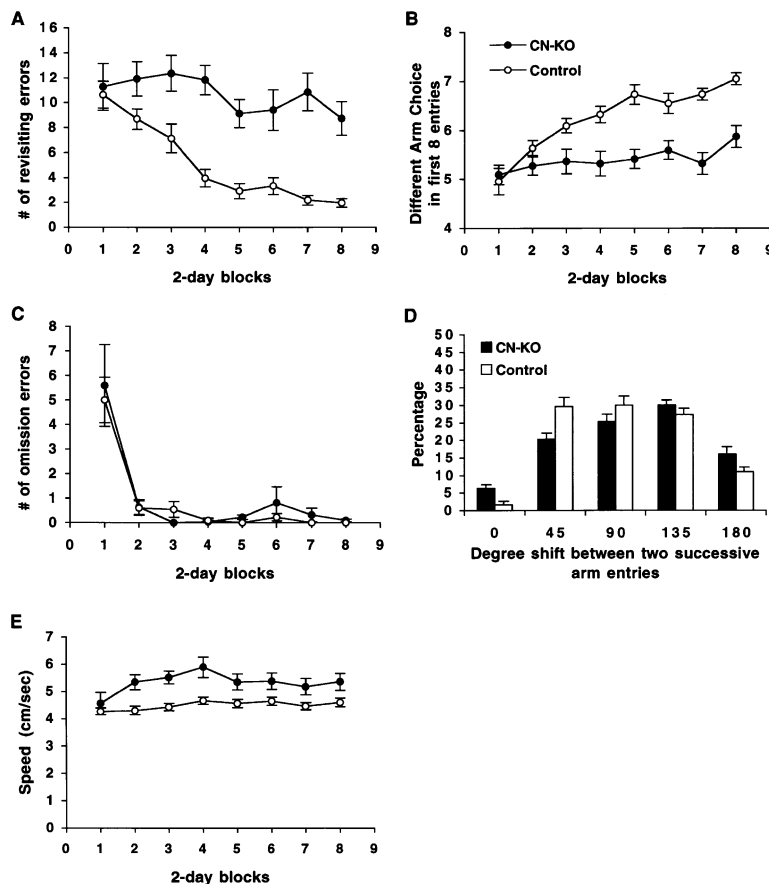 A
# of revisiting errors
16
14
12
10
8
6
4
2
0
0 1 2 3 4 5 6 7 8 9
2-day blocks
B
CN-KO
Control
Different Arm Choice
in first 8 entries
8
7
6
5
4
0 1 2 3 4 5 6 7 8 9
2-day blocks
C
# of omission errors
8
7
6
5
4
3
2
1
0
0 1 2 3 4 5 6 7 8 9
2-day blocks
D
CN-KO
Control
Percentage
50
45
40
35
30
25
20
15
10
5
0
0 45 90 135 180
Degree shift between two successive
arm entries
E
Speed (cm/sec)
7
6
5
4
3
2
1
0
0 1 2 3 4 5 6 7 8 9
2-day blocks